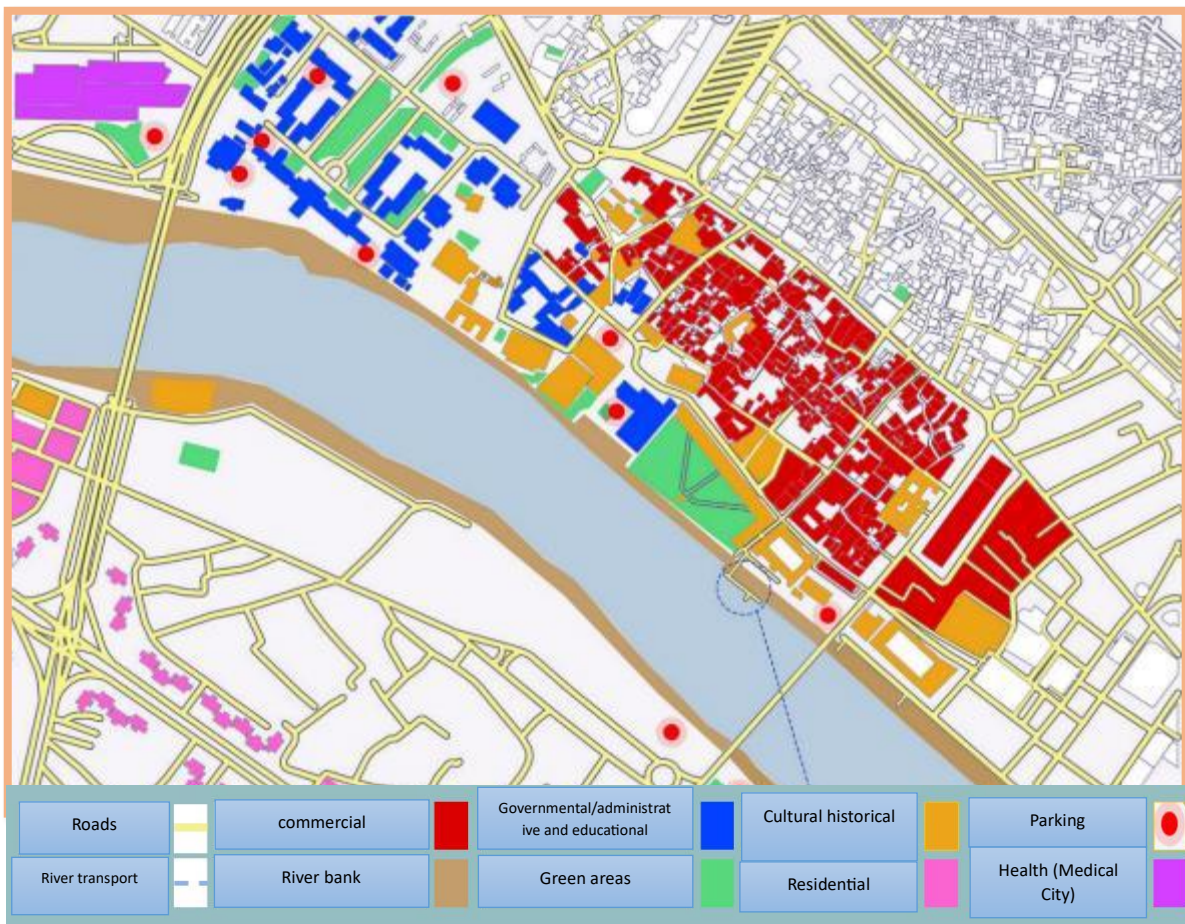 Roads
commercial
Governmental/administrat
ive and educational
Cultural historical
Parking
River transport
River bank
Green areas
Residential
Health (Medical
City)